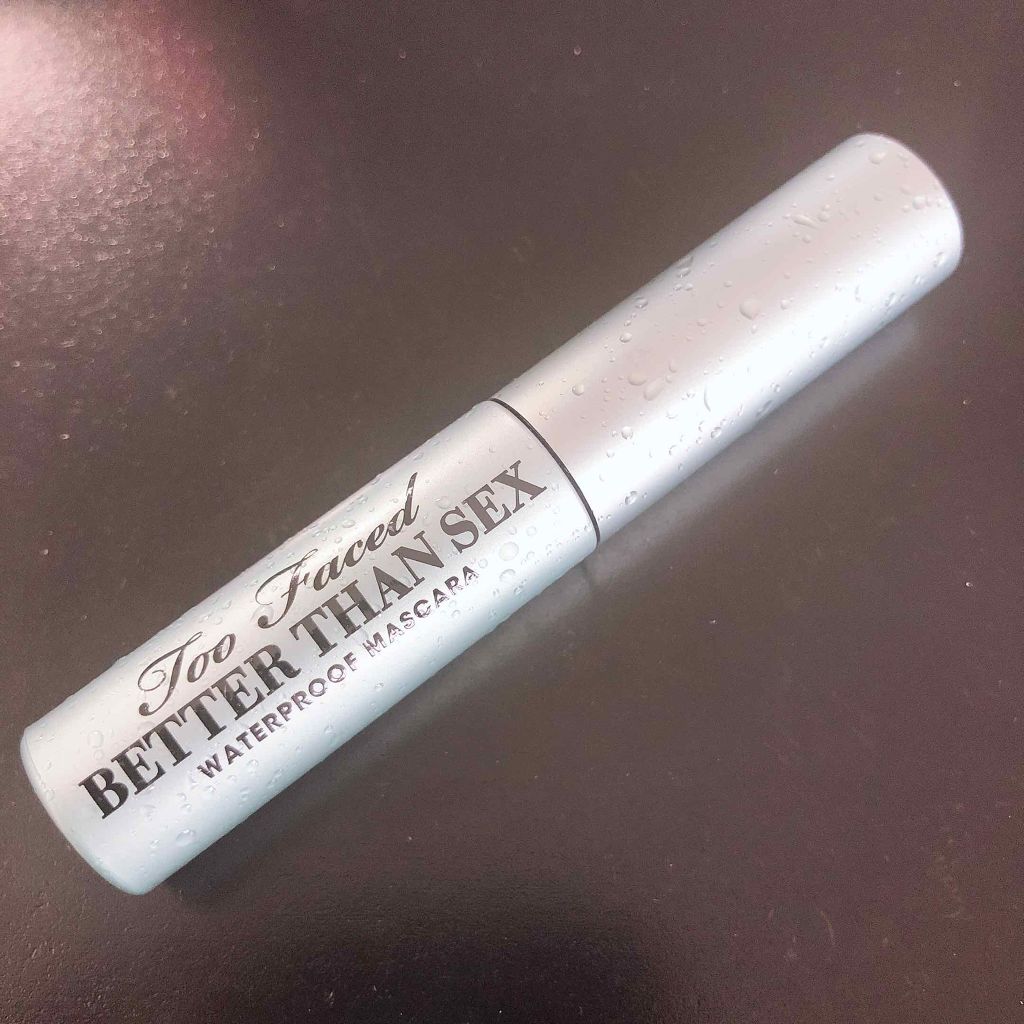 Too Faced
BETTER THAN SEX
WATERPROOF MASCARA